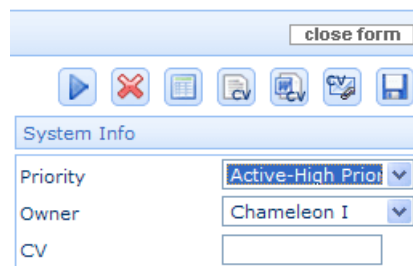 close form
CV
W CV
CV
System Info
Priority
Active-High Prior
Owner
Chameleon I
CV